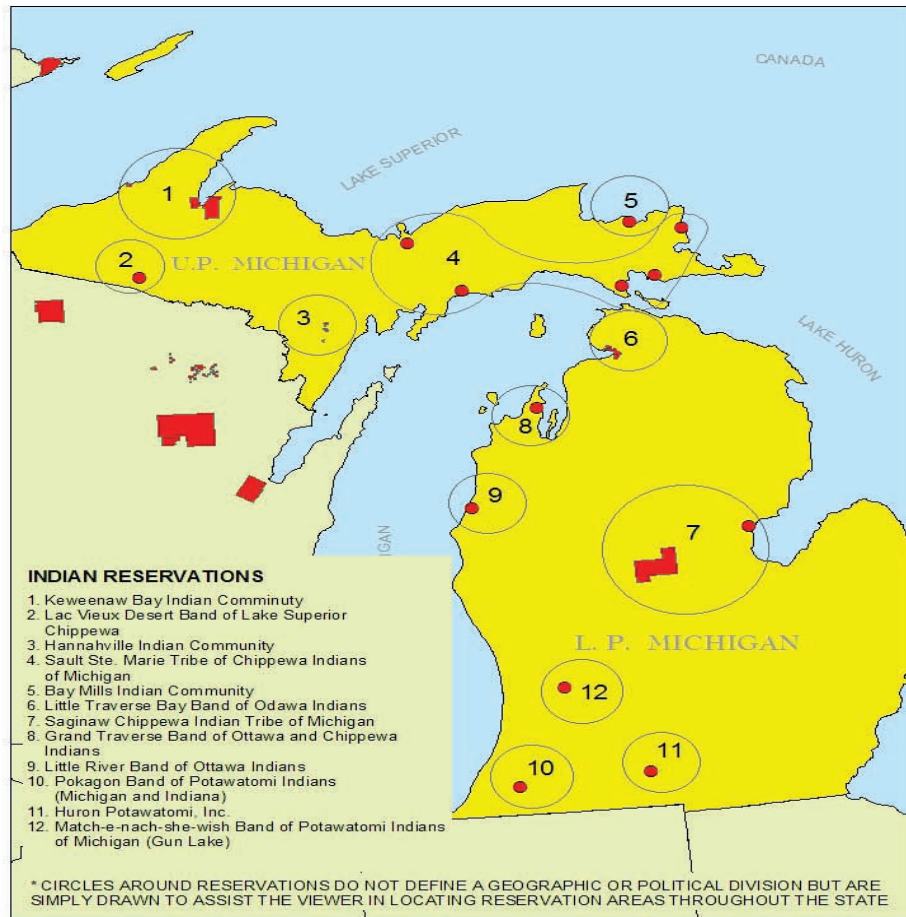 CANADA
LAKE SUPERIOR
1
5
2
U.P. MICHIGAN
4
3
6
LAKE HURON
8
9
7
IGAN
L. P. MICHIGAN
12
10
11
INDIAN RESERVATIONS
1. Keweenaw Bay Indian Comminuty
2. Lac Vieux Desert Band of Lake Superior
Chippewa
3. Hannahville Indian Community
4. Sault Ste. Marie Tribe of Chippewa Indians
of Michigan
5. Bay Mills Indian Community
6. Little Traverse Bay Band of Odawa Indians
7. Saginaw Chippewa Indian Tribe of Michigan
8. Grand Traverse Band of Ottawa and Chippewa
Indians
9. Little River Band of Ottawa Indians
10. Pokagon Band of Potawatomi Indians
(Michigan and Indiana)
11. Huron Potawatomi, Inc.
12. Match-e-nach-she-wish Band of Potawatomi Indians
of Michigan (Gun Lake)
* CIRCLES AROUND RESERVATIONS DO NOT DEFINE A GEOGRAPHIC OR POLITICAL DIVISION BUT ARE
SIMPLY DRAWN TO ASSIST THE VIEWER IN LOCATING RESERVATION AREAS THROUGHOUT THE STATE